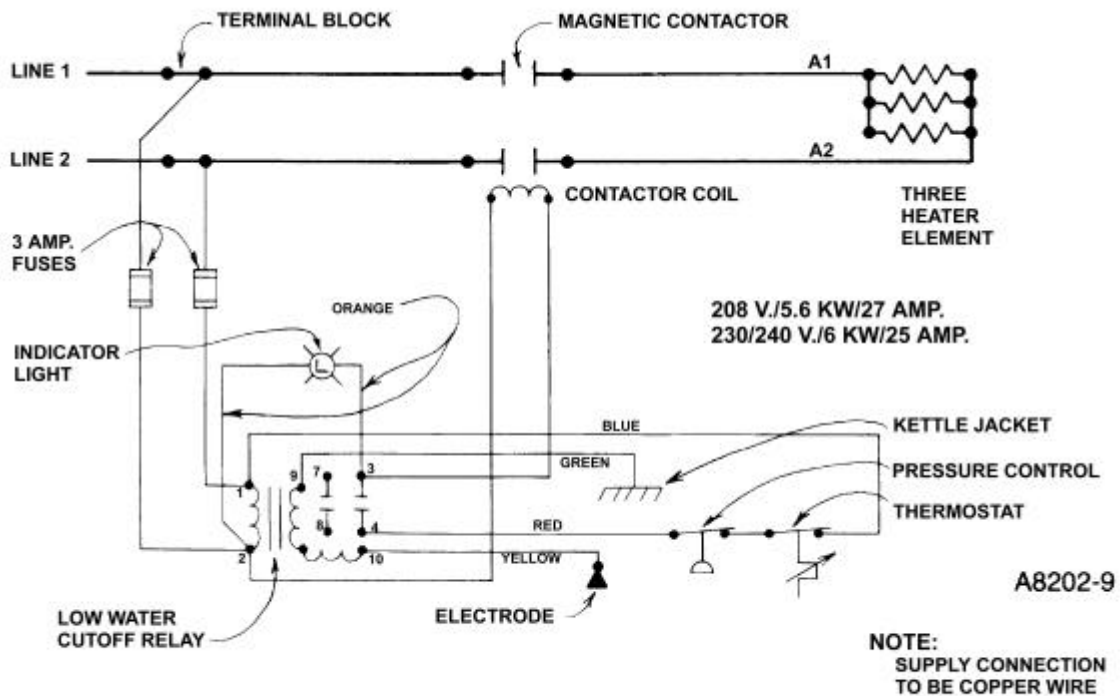 TERMINAL BLOCK
MAGNETIC CONTACTOR
LINE 1
A1
LINE 2
A2
CONTACTOR COIL
THREE
HEATER
ELEMENT
3 AMP.
FUSES
ORANGE
208 V./5.6 KW/27 AMP.
230/240 V./6 KW/25 AMP.
INDICATOR
LIGHT
L
BLUE
KETTLE JACKET
GREEN
PRESSURE CONTROL
1
9
7
3
THERMOSTAT
8
4
RED
2
10
YELLOW
A8202-9
ELECTRODE
LOW WATER
CUTOFF RELAY
NOTE:
SUPPLY CONNECTION
TO BE COPPER WIRE